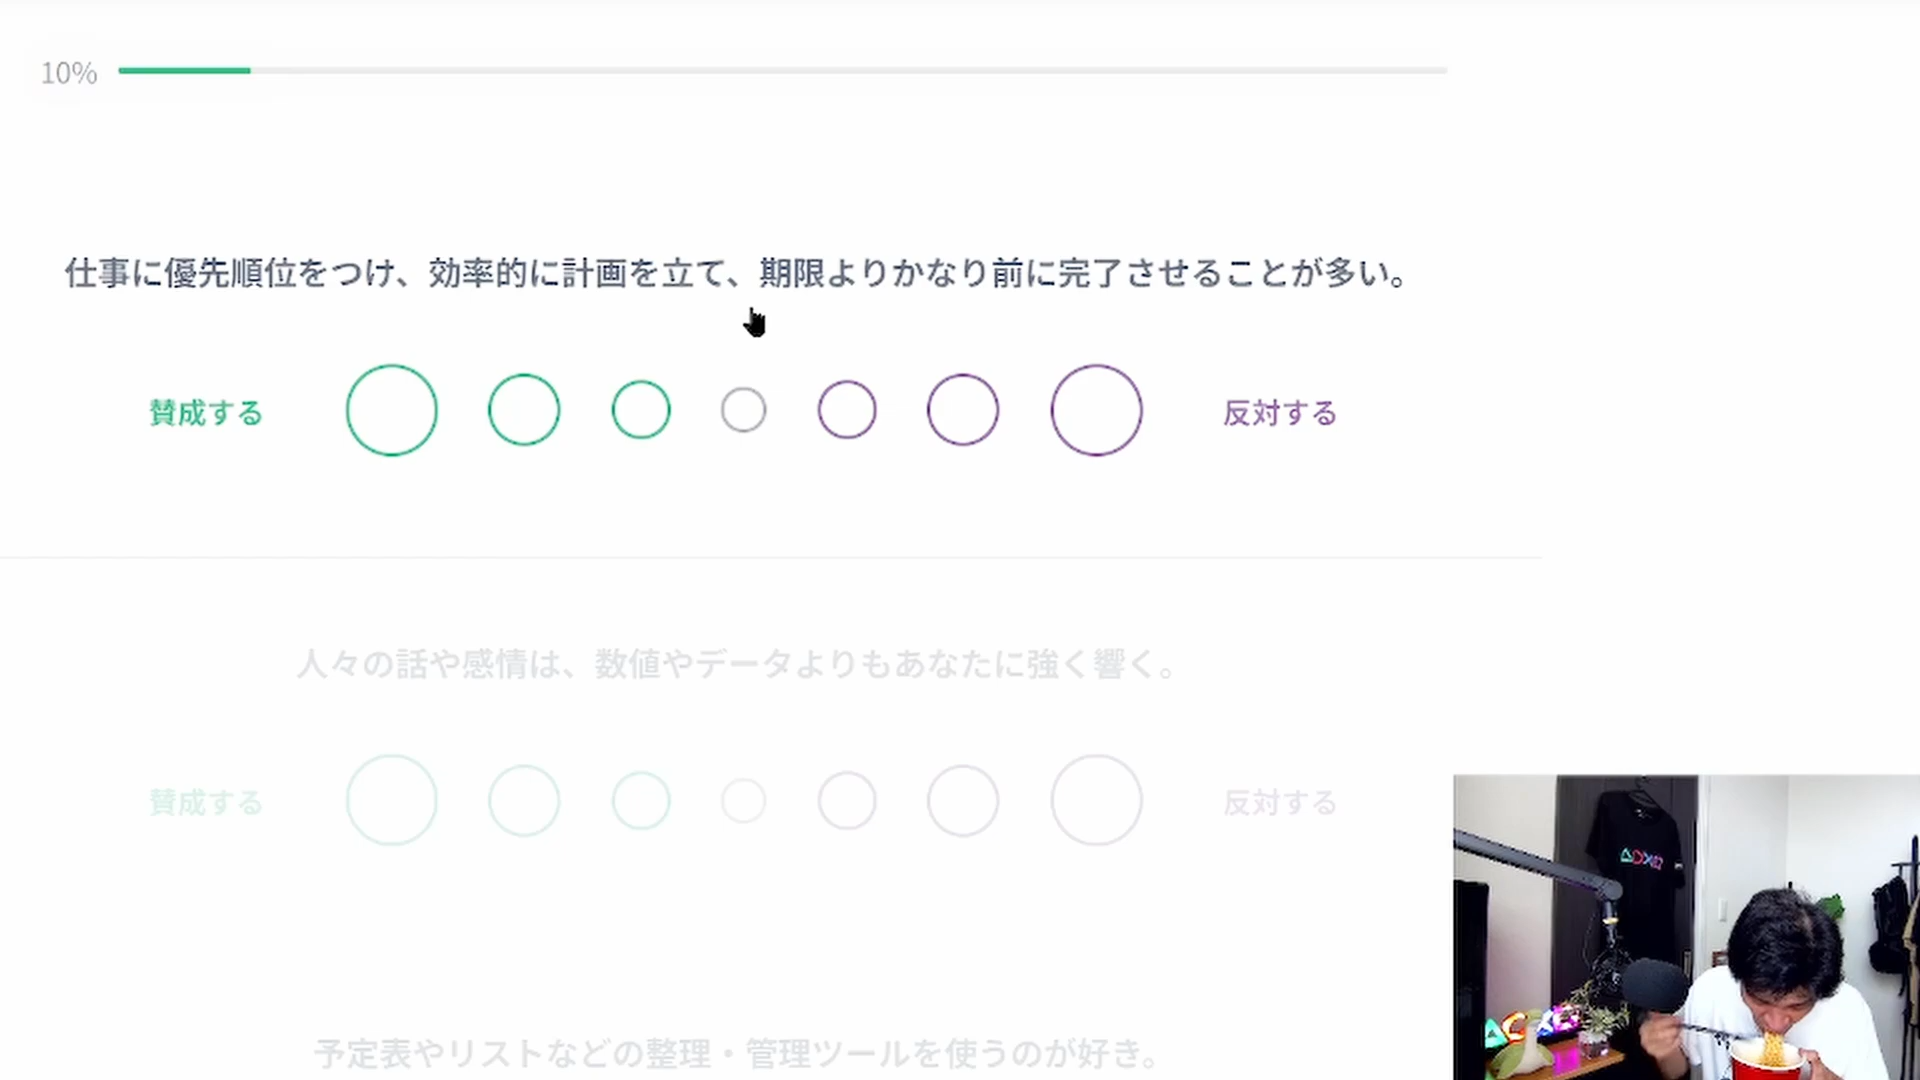 10%
仕事に優先順位をつけ、効率的に計画を立て、期限よりかなり前に完了させることが多い。
賛成する
反対する
人々の話や感情は、数値やデータよりもあなたに強く響く。
賛成する
反対する
予定表やリストなどの整理・管理ツールを使うのが好き。